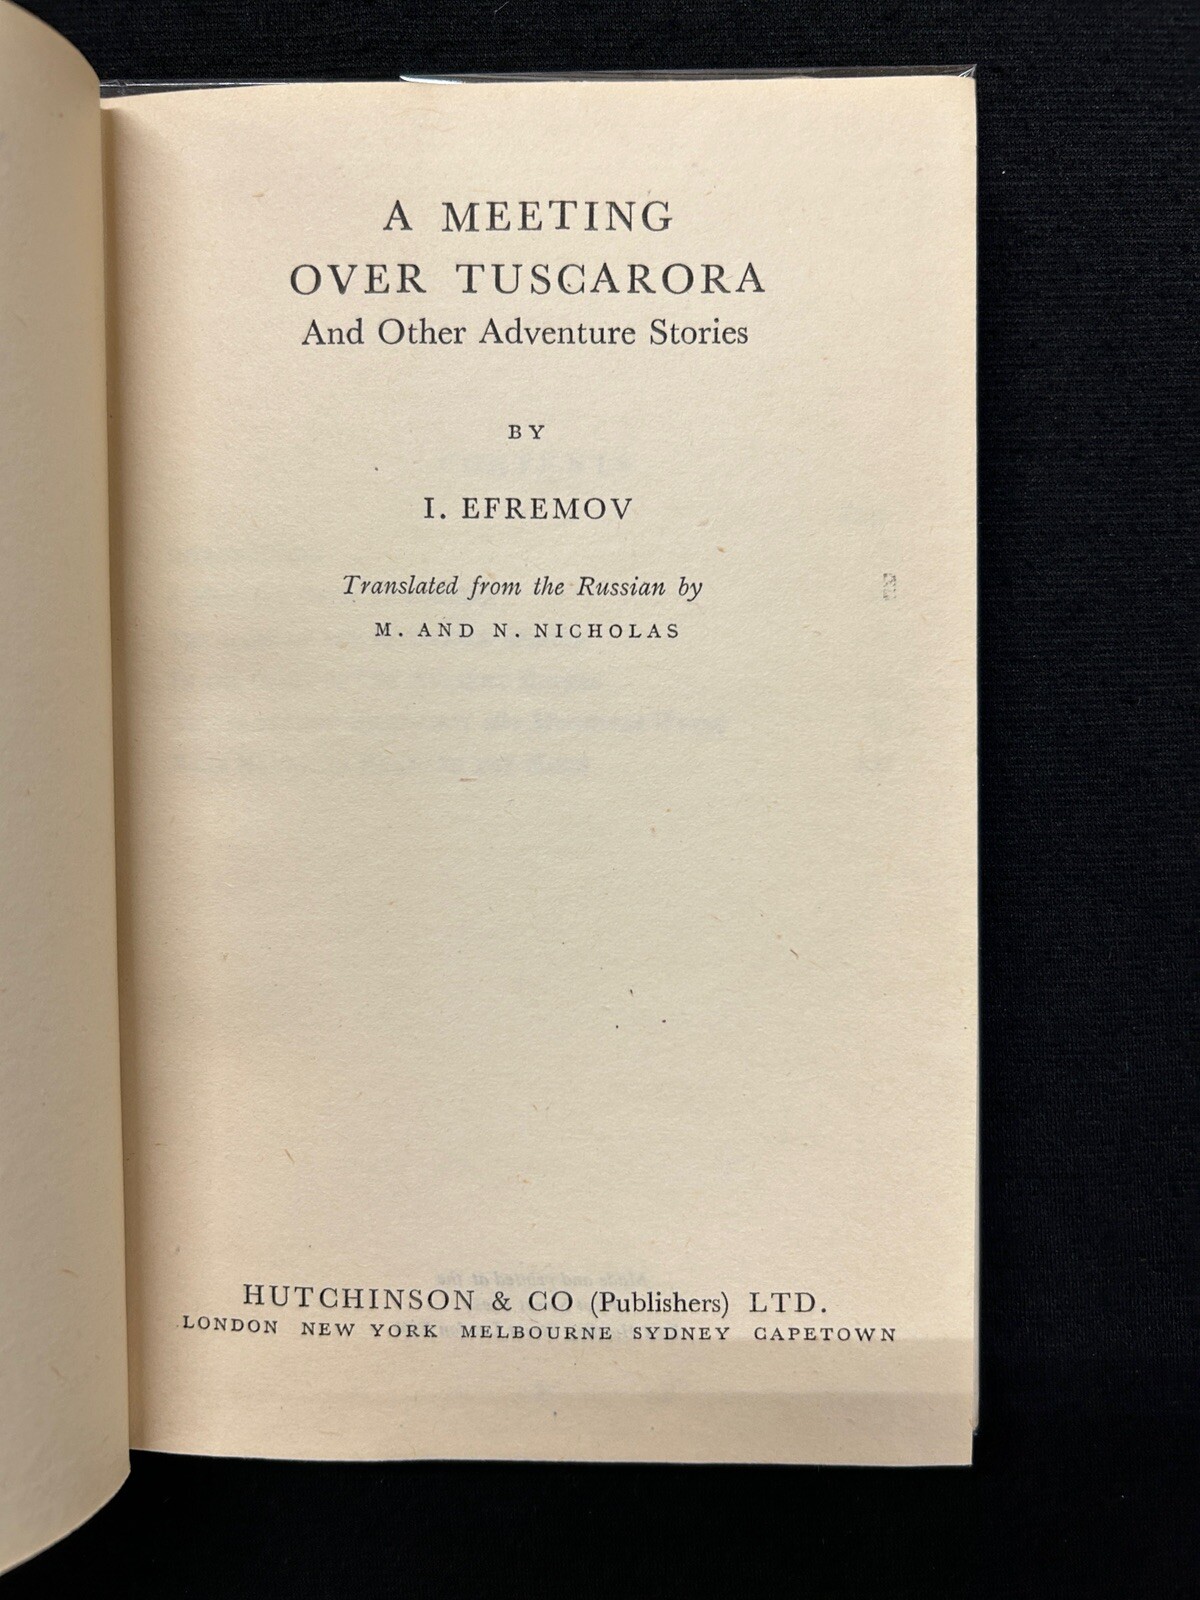 A MEETING
OVER TUSCARORA
And Other Adventure Stories
BY
I. EFREMOV
Translated from the Russian by
M. AND N. NICHOLAS
HUTCHINSON & CO (Publishers) LTD.
LONDON NEW YORK MELBOURNE SYDNEY CAPETOWN